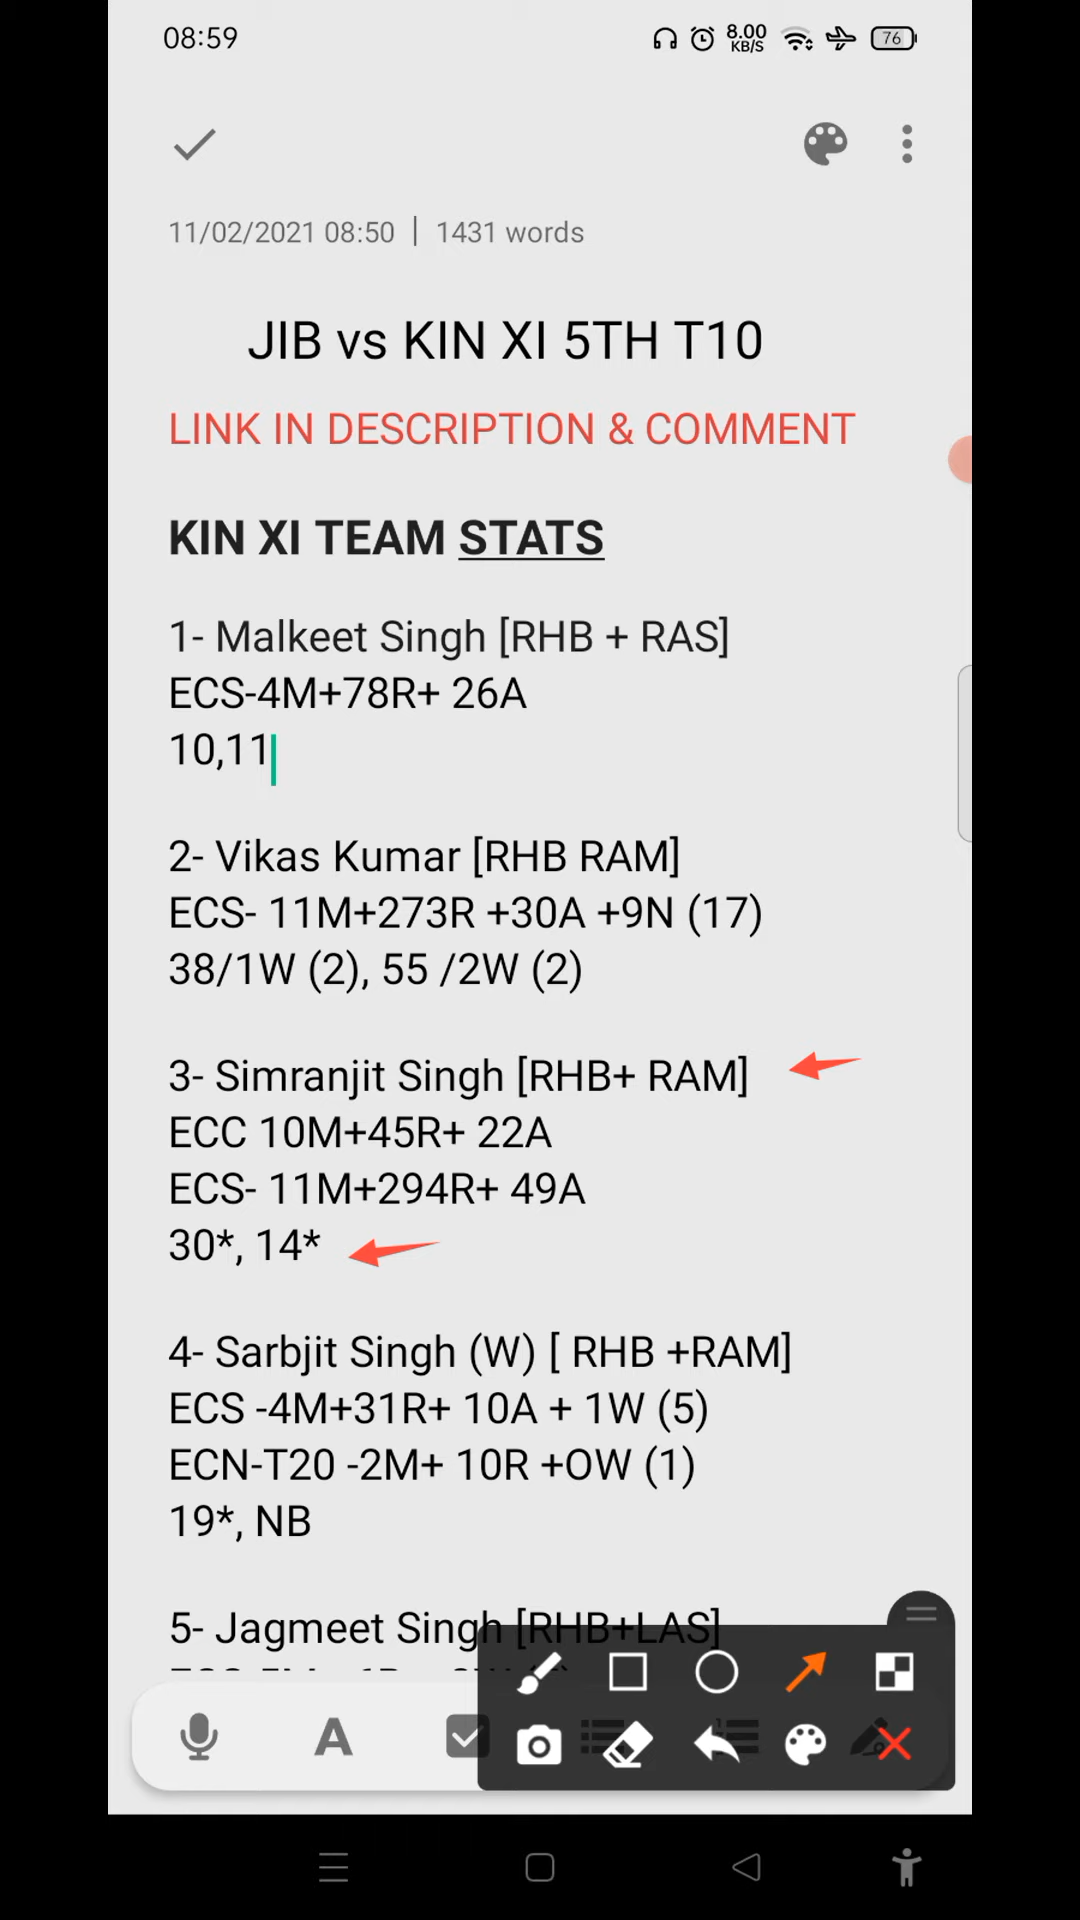 08:59
8.00
KB/S
76
11/02/2021 08:50 | 1431 words
JIB vs KIN XI 5TH T10
LINK IN DESCRIPTION & COMMENT
KIN XI TEAM STATS
1- Malkeet Singh [RHB + RAS]
ECS-4M+78R+ 26A
10,11
2- Vikas Kumar [RHB RAM]
ECS- 11M+273R +30A +9N (17)
38/1W (2), 55 /2W (2)
3- Simranjit Singh [RHB+ RAM]
ECC 10M+45R+ 22A
ECS- 11M+294R+ 49A
30*, 14*
4- Sarbjit Singh (W) [ RHB +RAM]
ECS -4M+31R+ 10A + 1W (5)
ECN-T20 -2M+ 10R +OW (1)
19*, NB
5- Jagmeet Singh [RHB+LAS]
A